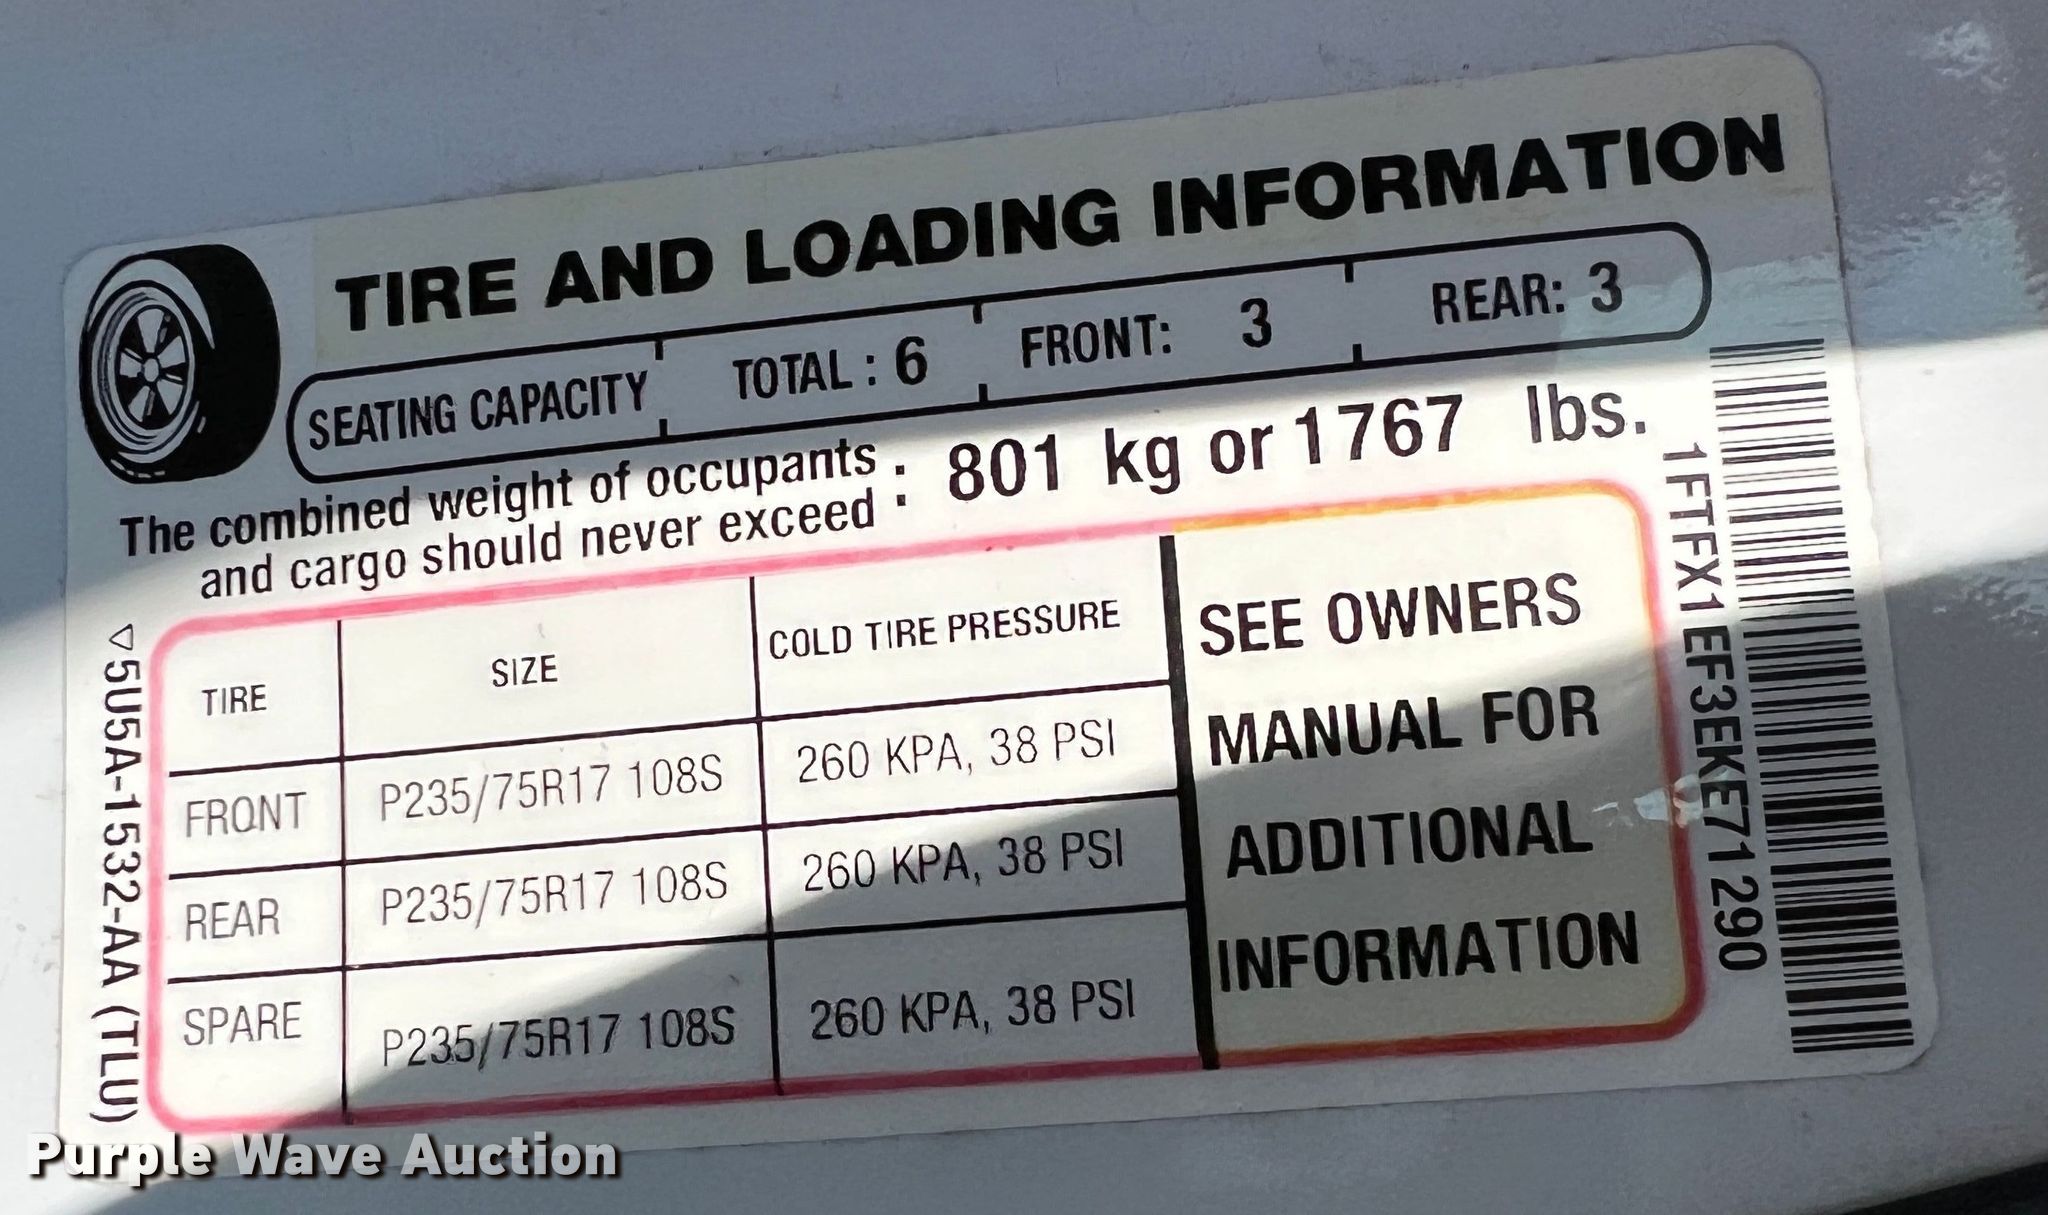 TIRE AND LOADING INFORMATION
SEATING CAPACITY TOTAL : 6 FRONT: 3 REAR: 3
The combined weight of occupants : 801 kg or 1767 lbs.
and cargo should never exceed :
TIRE SIZE COLD TIRE PRESSURE
FRONT P235/75R17 108S 260 KPA, 38 PSI
REAR P235/75R17 108S 260 KPA, 38 PSI
SPARE P235/75R17 108S 260 KPA, 38 PSI
SEE OWNERS
MANUAL FOR
ADDITIONAL
INFORMATION
1FTFX1EF3EKE71290
5U5A-1532-AA (TLU)
Purple Wave Auction